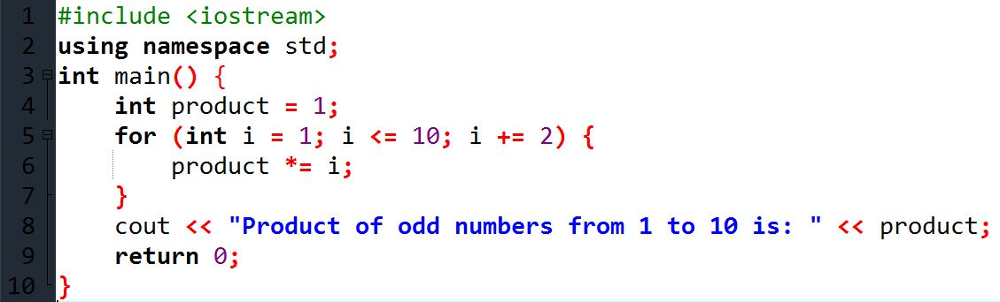 1 #include <iostream>
2 using namespace std;
3 int main() {
4     int product = 1;
5     for (int i = 1; i <= 10; i += 2) {
6         product *= i;
7     }
8     cout << "Product of odd numbers from 1 to 10 is: " << product;
9     return 0;
10 }